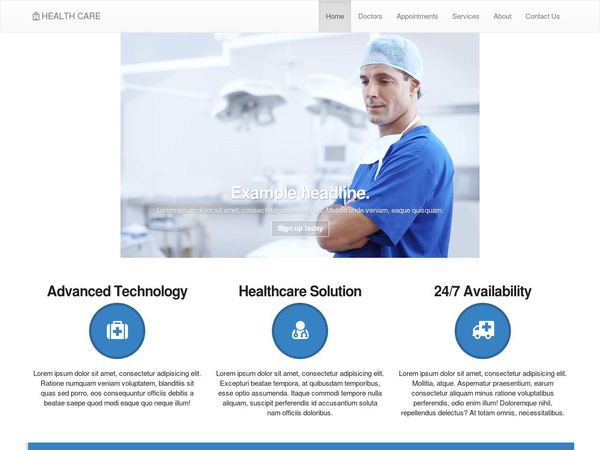 HEALTH CARE
Home Doctors Appointments Services About Contact Us
Example headline.
Lorem ipsum dolor sit amet, consectetur adipisicing elit. Mollitia unde veniam, eaque quisquam.
Sign up today
Advanced Technology
Lorem ipsum dolor sit amet, consectetur adipisicing elit.
Ratione numquam veniam voluptatem, blanditiis sit
quas sed porro, eos consequuntur officiis debitis a
beatae saepe quod modi eaque quo neque illum!
Healthcare Solution
Lorem ipsum dolor sit amet, consectetur adipisicing elit.
Excepturi beatae tempora, at quibusdam temporibus,
esse optio assumenda. Itaque commodi tempore nulla
aliquam, suscipit perferendis id accusantium soluta
nam officiis doloribus.
24/7 Availability
Lorem ipsum dolor sit amet, consectetur adipisicing elit.
Mollitia, atque. Aspernatur praesentium, earum
consectetur aliquam minus ratione voluptatibus
perferendis, odio enim illum! Doloremque nihil,
repellendus delectus? At totam omnis, necessitatibus.